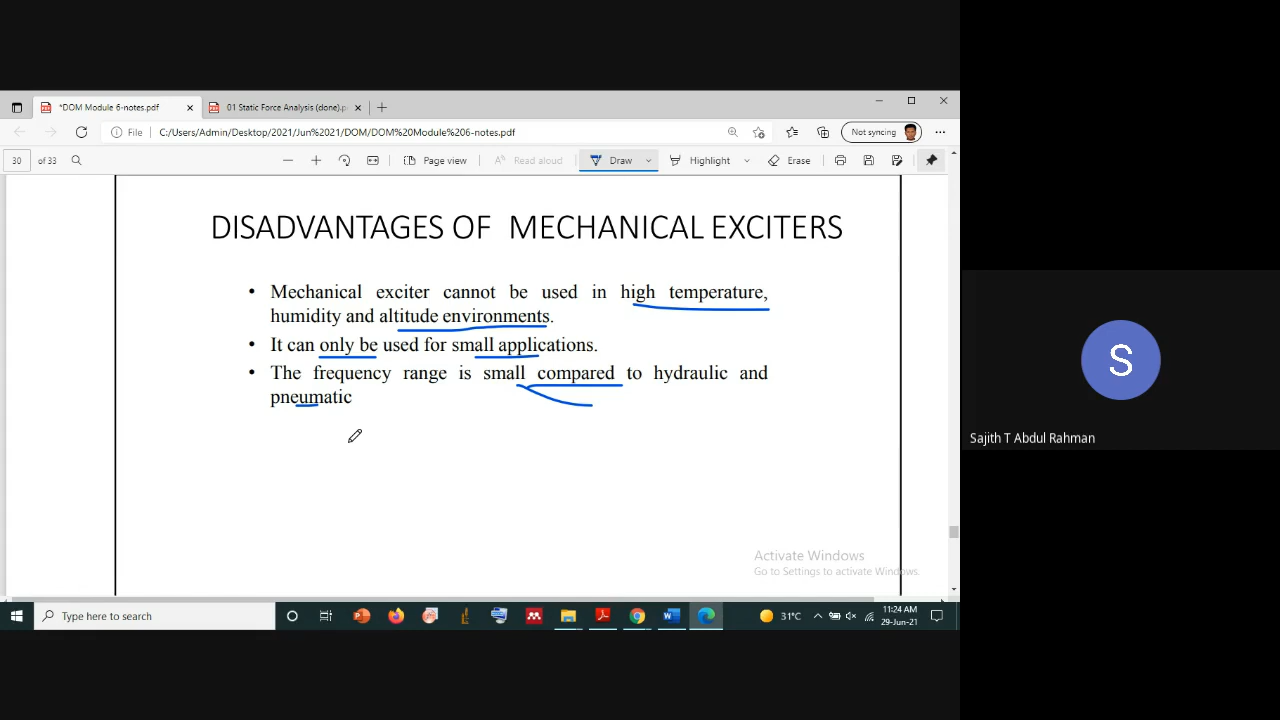 *DOM Module 6-notes.pdf
01 Static Force Analysis (done).p
File
C:/Users/Admin/Desktop/2021/Jun%2021/DOM/DOM%20Module%206-notes.pdf
Not syncing
30 of 33
Page view
Read aloud
Draw
Highlight
Erase
DISADVANTAGES OF MECHANICAL EXCITERS
• Mechanical exciter cannot be used in high temperature,
humidity and altitude environments.
• It can only be used for small applications.
• The frequency range is small compared to hydraulic and
pneumatic
S
Sajith T Abdul Rahman
Activate Windows
Go to Settings to activate Windows.
Type here to search
31°C
11:24 AM
29-Jun-21